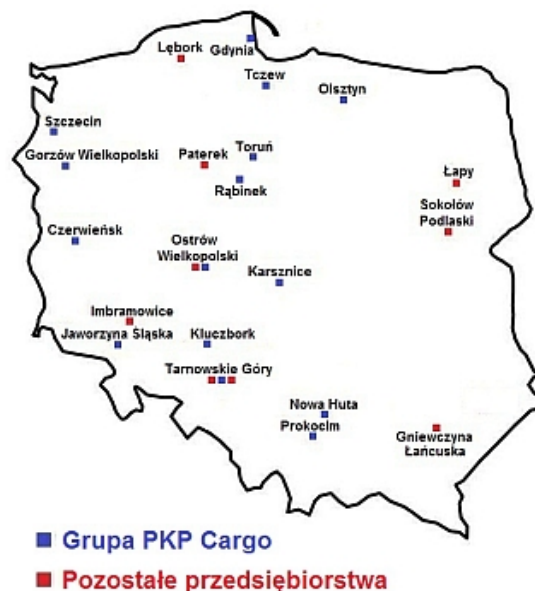 Lębork
Gdynia
Tczew
Olsztyn
Szczecin
Gorzów Wielkopolski
Paterek
Toruń
Rąbinek
Łapy
Sokołów
Podlaski
Czerwieńsk
Ostrów
Wielkopolski
Karsznice
Imbramowice
Jaworzyna Śląska
Kluczbork
Tarnowskie Góry
Nowa Huta
Prokocim
Gniewczyna
Łańcuska
Grupa PKP Cargo
Pozostałe przedsiębiorstwa